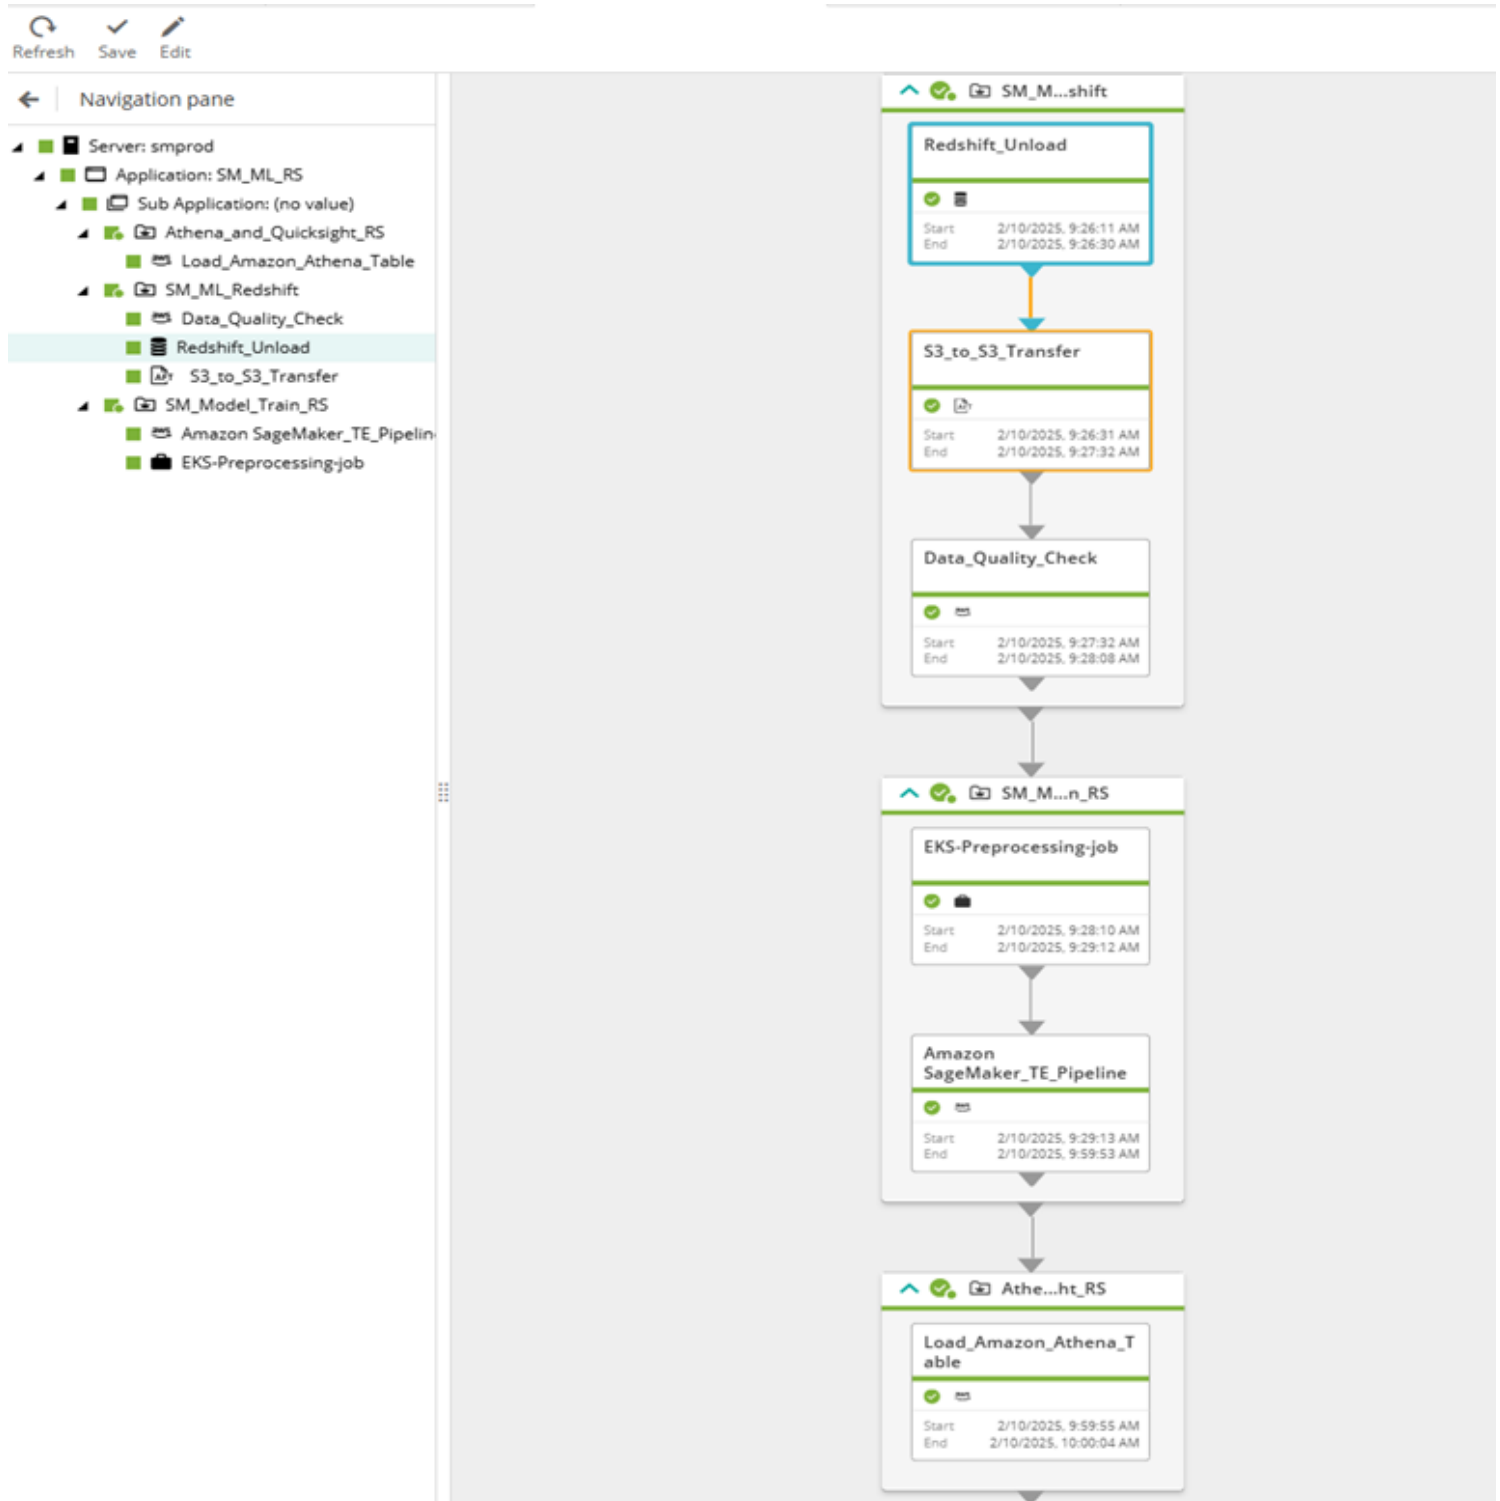 Refresh Save Edit
Navigation pane
Server: smprod
Application: SM_ML_RS
Sub Application: (no value)
Athena_and_Quicksight_RS
Load_Amazon_Athena_Table
SM_ML_Redshift
Data_Quality_Check
Redshift_Unload
S3_to_S3_Transfer
SM_Model_Train_RS
Amazon SageMaker_TE_Pipelin
EKS-Preprocessing-job
SM_M...shift
Redshift_Unload
Start 2/10/2025, 9:26:11 AM
End 2/10/2025, 9:26:30 AM
S3_to_S3_Transfer
Start 2/10/2025, 9:26:31 AM
End 2/10/2025, 9:27:32 AM
Data_Quality_Check
aws
Start 2/10/2025, 9:27:32 AM
End 2/10/2025, 9:28:08 AM
SM_M...n_RS
EKS-Preprocessing-job
Start 2/10/2025, 9:28:10 AM
End 2/10/2025, 9:29:12 AM
Amazon
SageMaker_TE_Pipeline
aws
Start 2/10/2025, 9:29:13 AM
End 2/10/2025, 9:59:53 AM
Athe...ht_RS
Load_Amazon_Athena_T
able
aws
Start 2/10/2025, 9:59:55 AM
End 2/10/2025, 10:00:04 AM